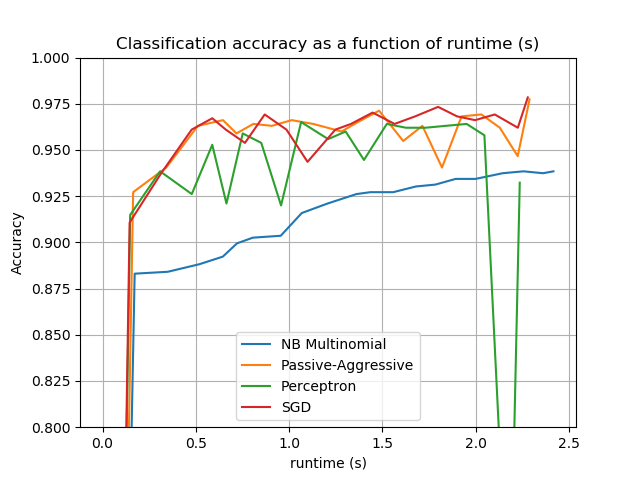 Classification accuracy as a function of runtime (s)
1.000
0.975
0.950
0.925
0.900
0.875
0.850
0.825
0.800
Accuracy
NB Multinomial
Passive-Aggressive
Perceptron
SGD
0.0 0.5 1.0 1.5 2.0 2.5
runtime (s)